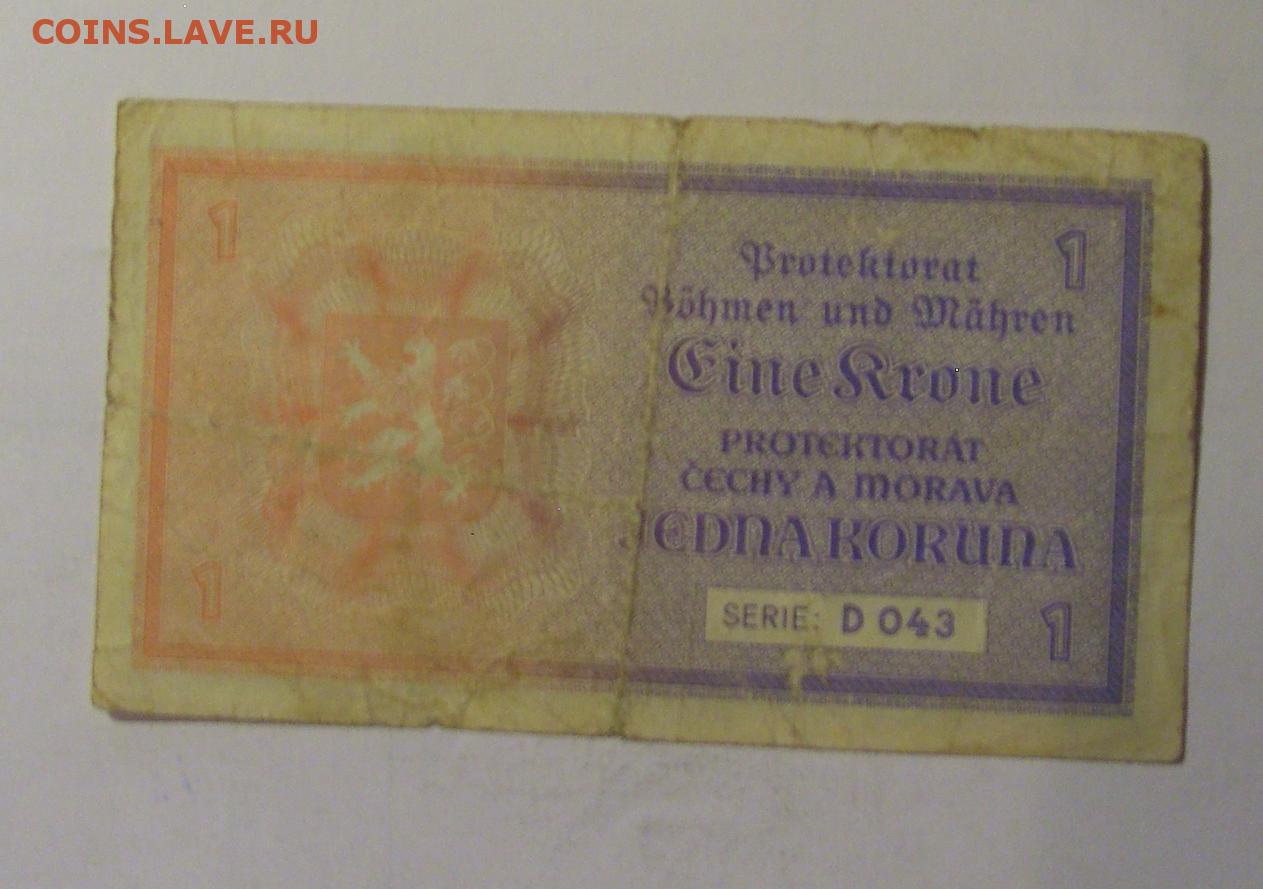 COINS.LAVE.RU
1
1
Protektorat
Böhmen und Mähren
Eine Krone
PROTEKTORÁT
ČECHY A MORAVA
JEDNA KORUNA
SERIE: D 043
1
1